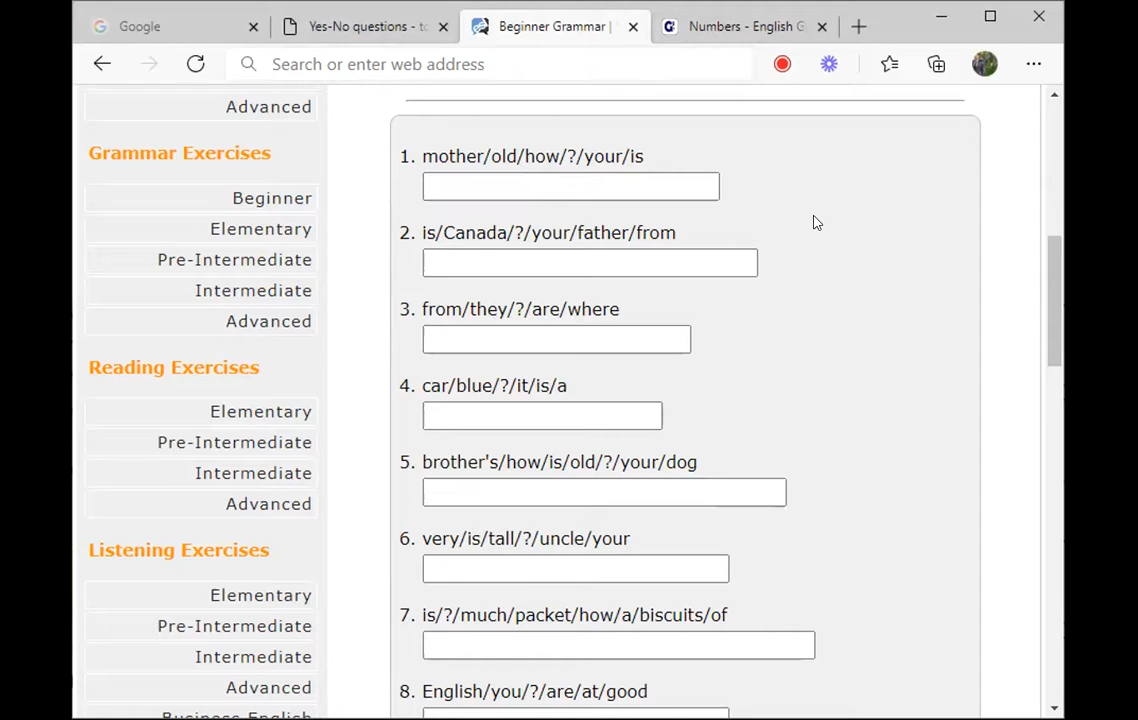 Google
Yes-No questions - to
Beginner Grammar |
Numbers - English G
Search or enter web address
Advanced
Grammar Exercises
Beginner
Elementary
Pre-Intermediate
Intermediate
Advanced
Reading Exercises
Elementary
Pre-Intermediate
Intermediate
Advanced
Listening Exercises
Elementary
Pre-Intermediate
Intermediate
Advanced
Business English
1. mother/old/how/?/your/is
2. is/Canada/?/your/father/from
3. from/they/?/are/where
4. car/blue/?/it/is/a
5. brother's/how/is/old/?/your/dog
6. very/is/tall/?/uncle/your
7. is/?/much/packet/how/a/biscuits/of
8. English/you/?/are/at/good